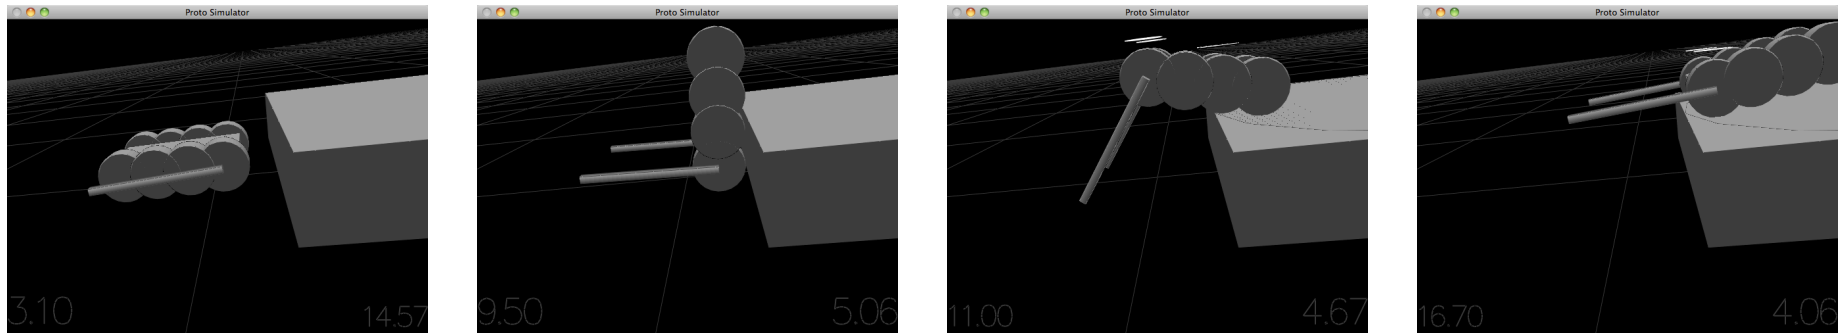 Proto Simulator
3.10 14.57
Proto Simulator
9.50 5.06
Proto Simulator
11.00 4.67
Proto Simulator
16.70 4.06